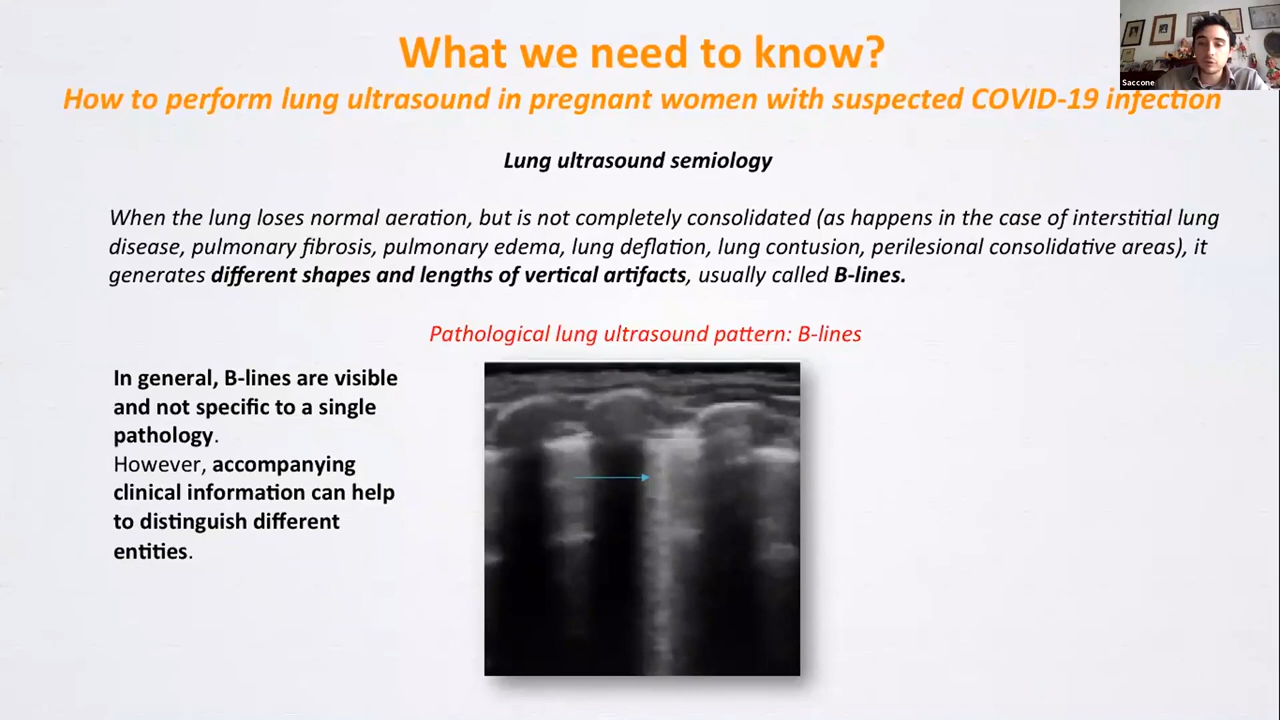 What we need to know?
How to perform lung ultrasound in pregnant women with suspected COVID-19 infection
Saccone
Lung ultrasound semiology
When the lung loses normal aeration, but is not completely consolidated (as happens in the case of interstitial lung
disease, pulmonary fibrosis, pulmonary edema, lung deflation, lung contusion, perilesional consolidative areas), it
generates different shapes and lengths of vertical artifacts, usually called B-lines.
Pathological lung ultrasound pattern: B-lines
In general, B-lines are visible
and not specific to a single
pathology.
However, accompanying
clinical information can help
to distinguish different
entities.